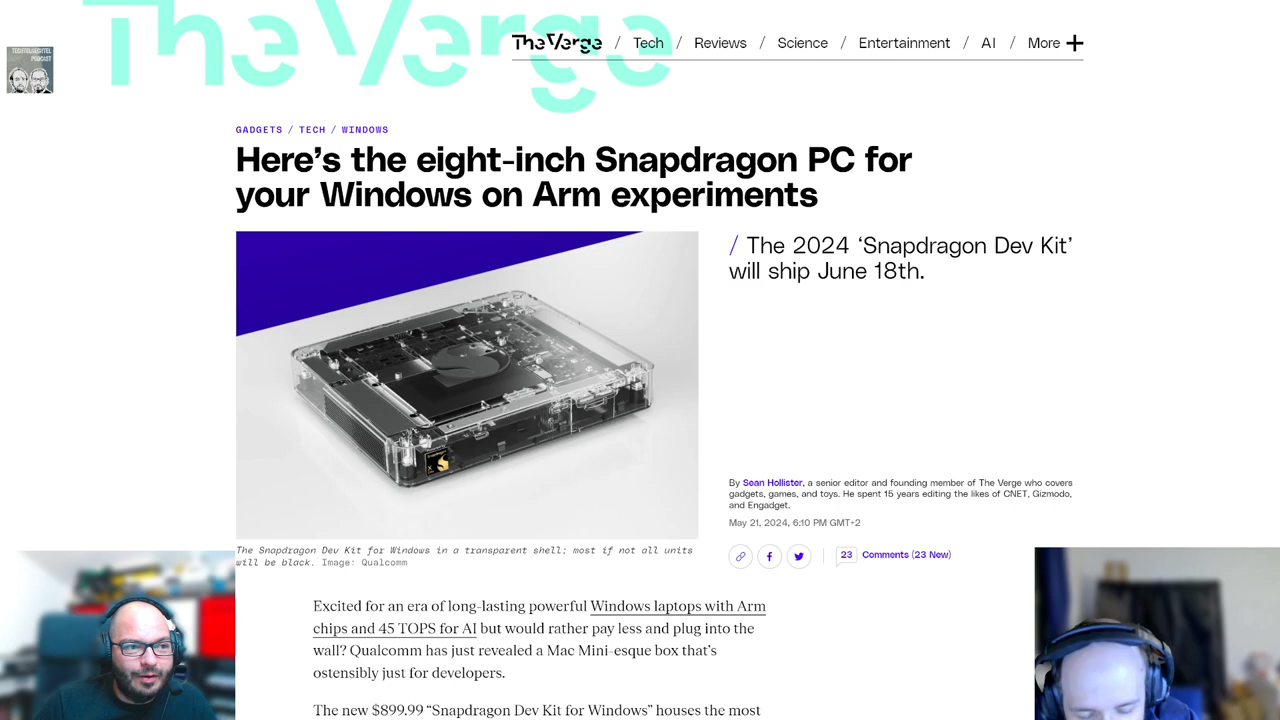 The Verge
TECHTELMECHTEL
PODCAST
The Verge / Tech / Reviews / Science / Entertainment / AI / More +
GADGETS / TECH / WINDOWS
Here’s the eight-inch Snapdragon PC for
your Windows on Arm experiments
/ The 2024 ‘Snapdragon Dev Kit’
will ship June 18th.
By Sean Hollister, a senior editor and founding member of The Verge who covers
gadgets, games, and toys. He spent 15 years editing the likes of CNET, Gizmodo,
and Engadget.
May 21, 2024, 6:10 PM GMT+2
23 Comments (23 New)
The Snapdragon Dev Kit for Windows in a transparent shell; most if not all units
will be black. Image: Qualcomm
Excited for an era of long-lasting powerful Windows laptops with Arm
chips and 45 TOPS for AI but would rather pay less and plug into the
wall? Qualcomm has just revealed a Mac Mini-esque box that’s
ostensibly just for developers.
The new $899.99 “Snapdragon Dev Kit for Windows” houses the most